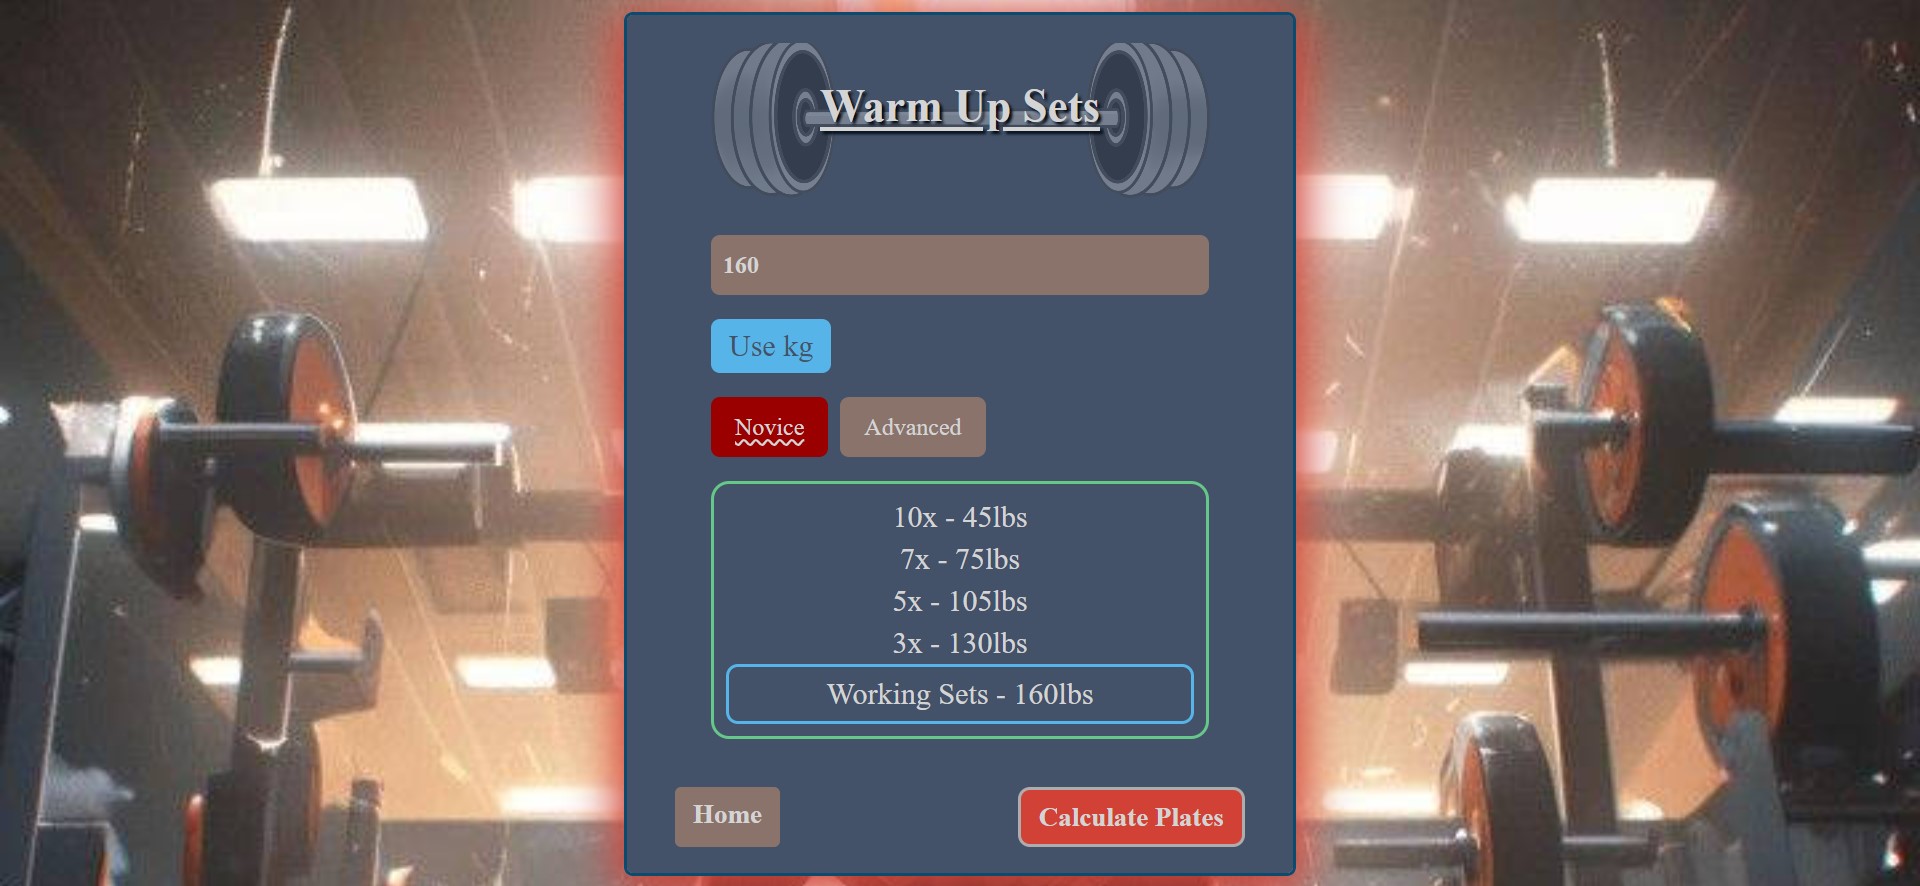 Warm Up Sets
160
Use kg
Novice Advanced
10x - 45lbs
7x - 75lbs
5x - 105lbs
3x - 130lbs
Working Sets - 160lbs
Home Calculate Plates